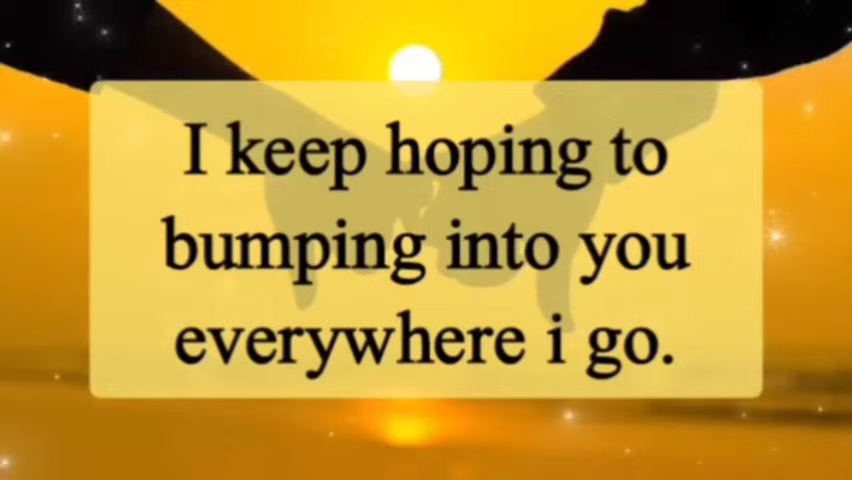 I keep hoping to
bumping into you
everywhere i go.